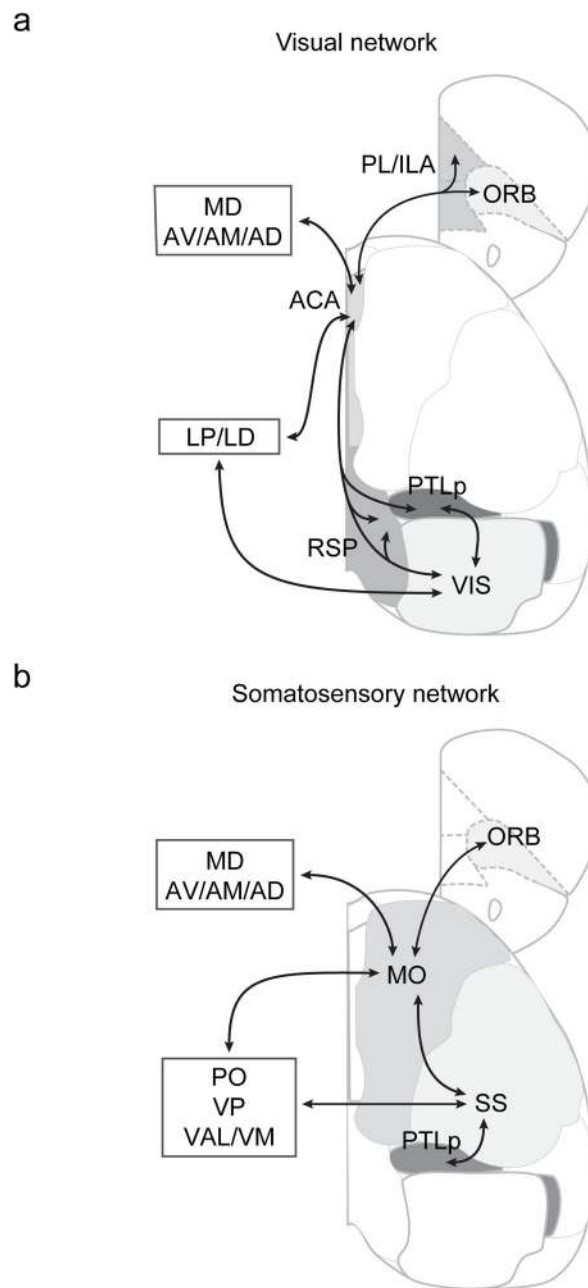 a
Visual network
PL/ILA
ORB
MD
AV/AM/AD
ACA
LP/LD
PTLp
RSP
VIS
b
Somatosensory network
ORB
MD
AV/AM/AD
MO
PO
VP
VAL/VM
SS
PTLp